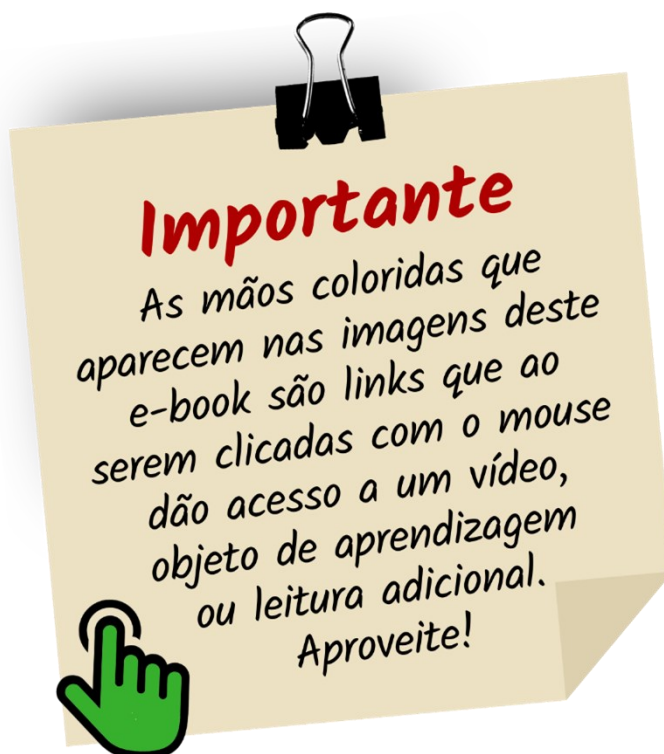 Importante
As mãos coloridas que
aparecem nas imagens deste
e-book são links que ao
serem clicadas com o mouse
dão acesso a um vídeo,
objeto de aprendizagem
ou leitura adicional.
Aproveite!